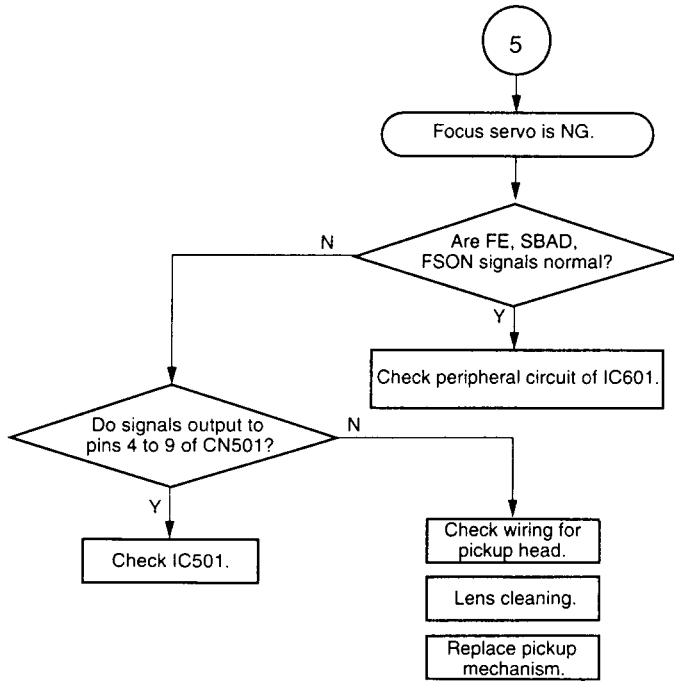 5
Focus servo is NG.
Are FE, SBAD,
FSON signals normal?
N
Y
Check peripheral circuit of IC601.
Do signals output to
pins 4 to 9 of CN501?
N
Y
Check IC501.
Check wiring for
pickup head.
Lens cleaning.
Replace pickup
mechanism.